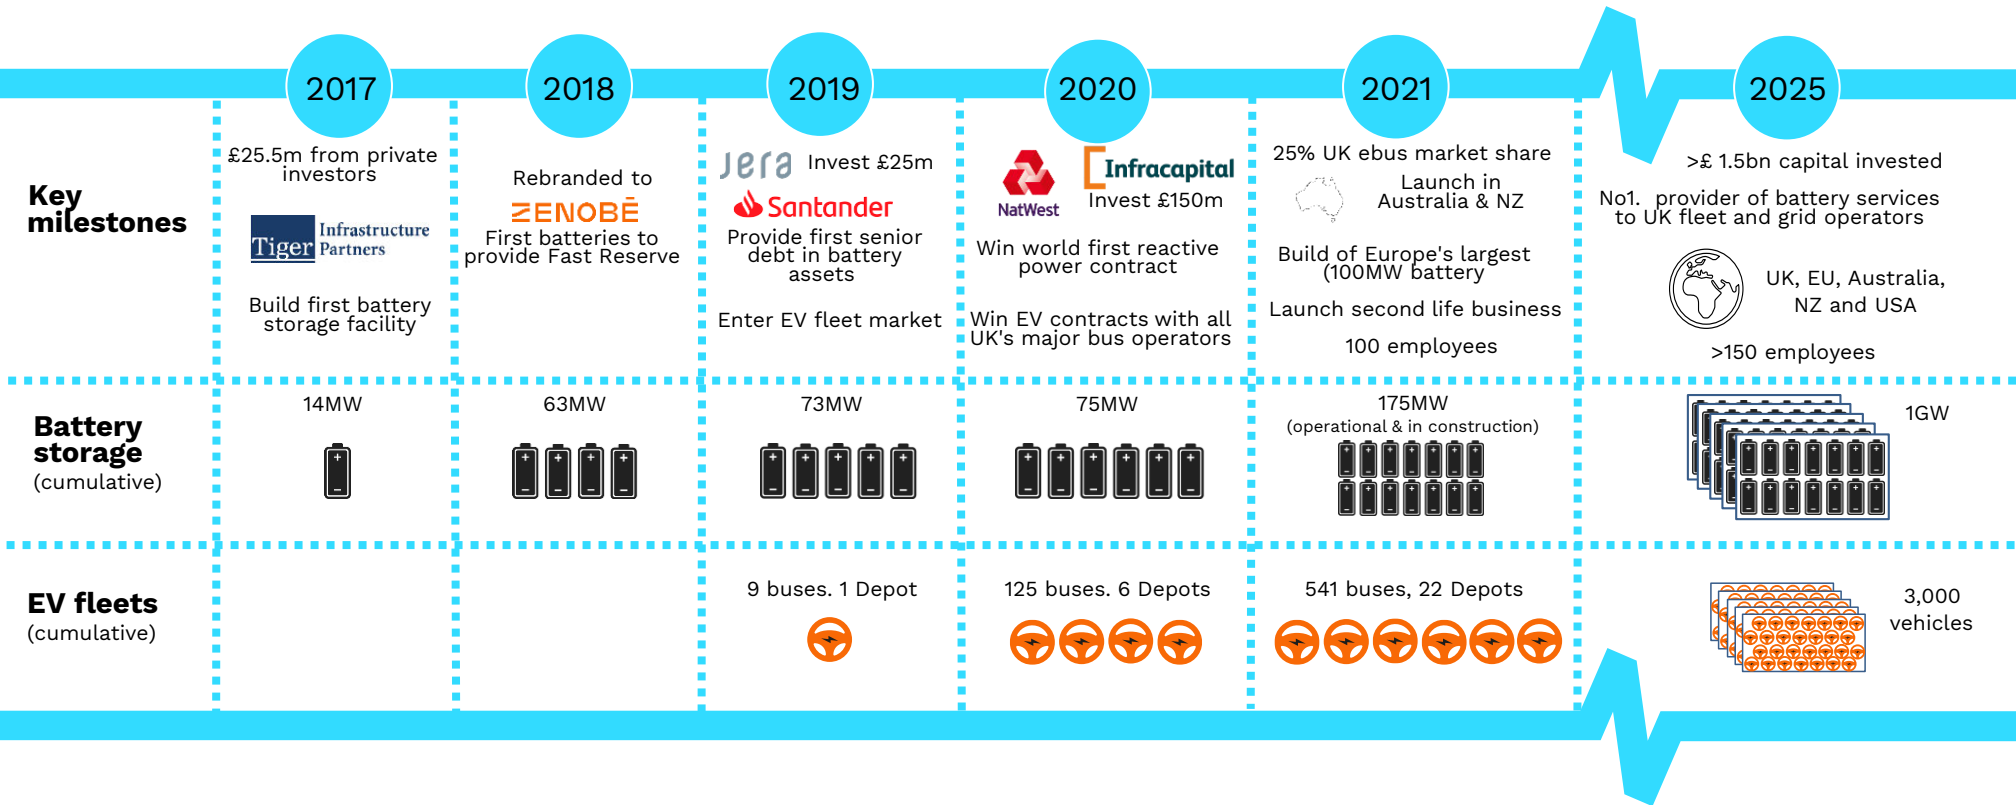 2017
2018
2019
2020
2021
2025
Key
milestones
£25.5m from private
investors
Tiger Infrastructure
Partners
Build first battery
storage facility
Rebranded to
ZENOBĒ
First batteries to
provide Fast Reserve
Jera Invest £25m
Santander
Provide first senior
debt in battery
assets
Enter EV fleet market
NatWest
Infracapital
Invest £150m
Win world first reactive
power contract
Win EV contracts with all
UK's major bus operators
25% UK ebus market share
Launch in
Australia & NZ
Build of Europe's largest
(100MW battery
Launch second life business
100 employees
>£ 1.5bn capital invested
No1. provider of battery services
to UK fleet and grid operators
UK, EU, Australia,
NZ and USA
>150 employees
Battery
storage
(cumulative)
14MW
63MW
73MW
75MW
175MW
(operational & in construction)
1GW
EV fleets
(cumulative)
9 buses. 1 Depot
125 buses. 6 Depots
541 buses, 22 Depots
3,000
vehicles